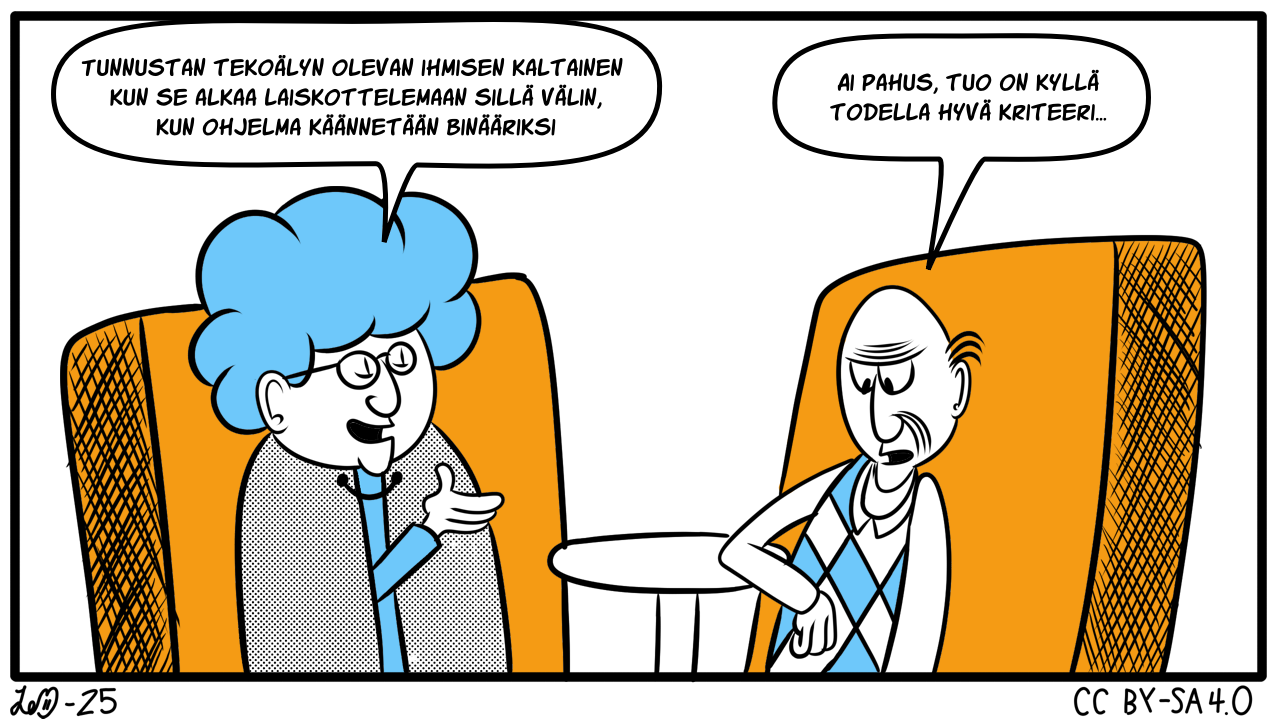 TUNNUSTAN TEKOÄLYN OLEVAN IHMISEN KALTAINEN
KUN SE ALKAA LAISKOTTELEMAAN SILLÄ VÄLIN,
KUN OHJELMA KÄÄNNETÄÄN BINÄÄRIKSI
AI PAHUS, TUO ON KYLLÄ
TODELLA HYVÄ KRITEERI...
-25
CC BY-SA 4.0